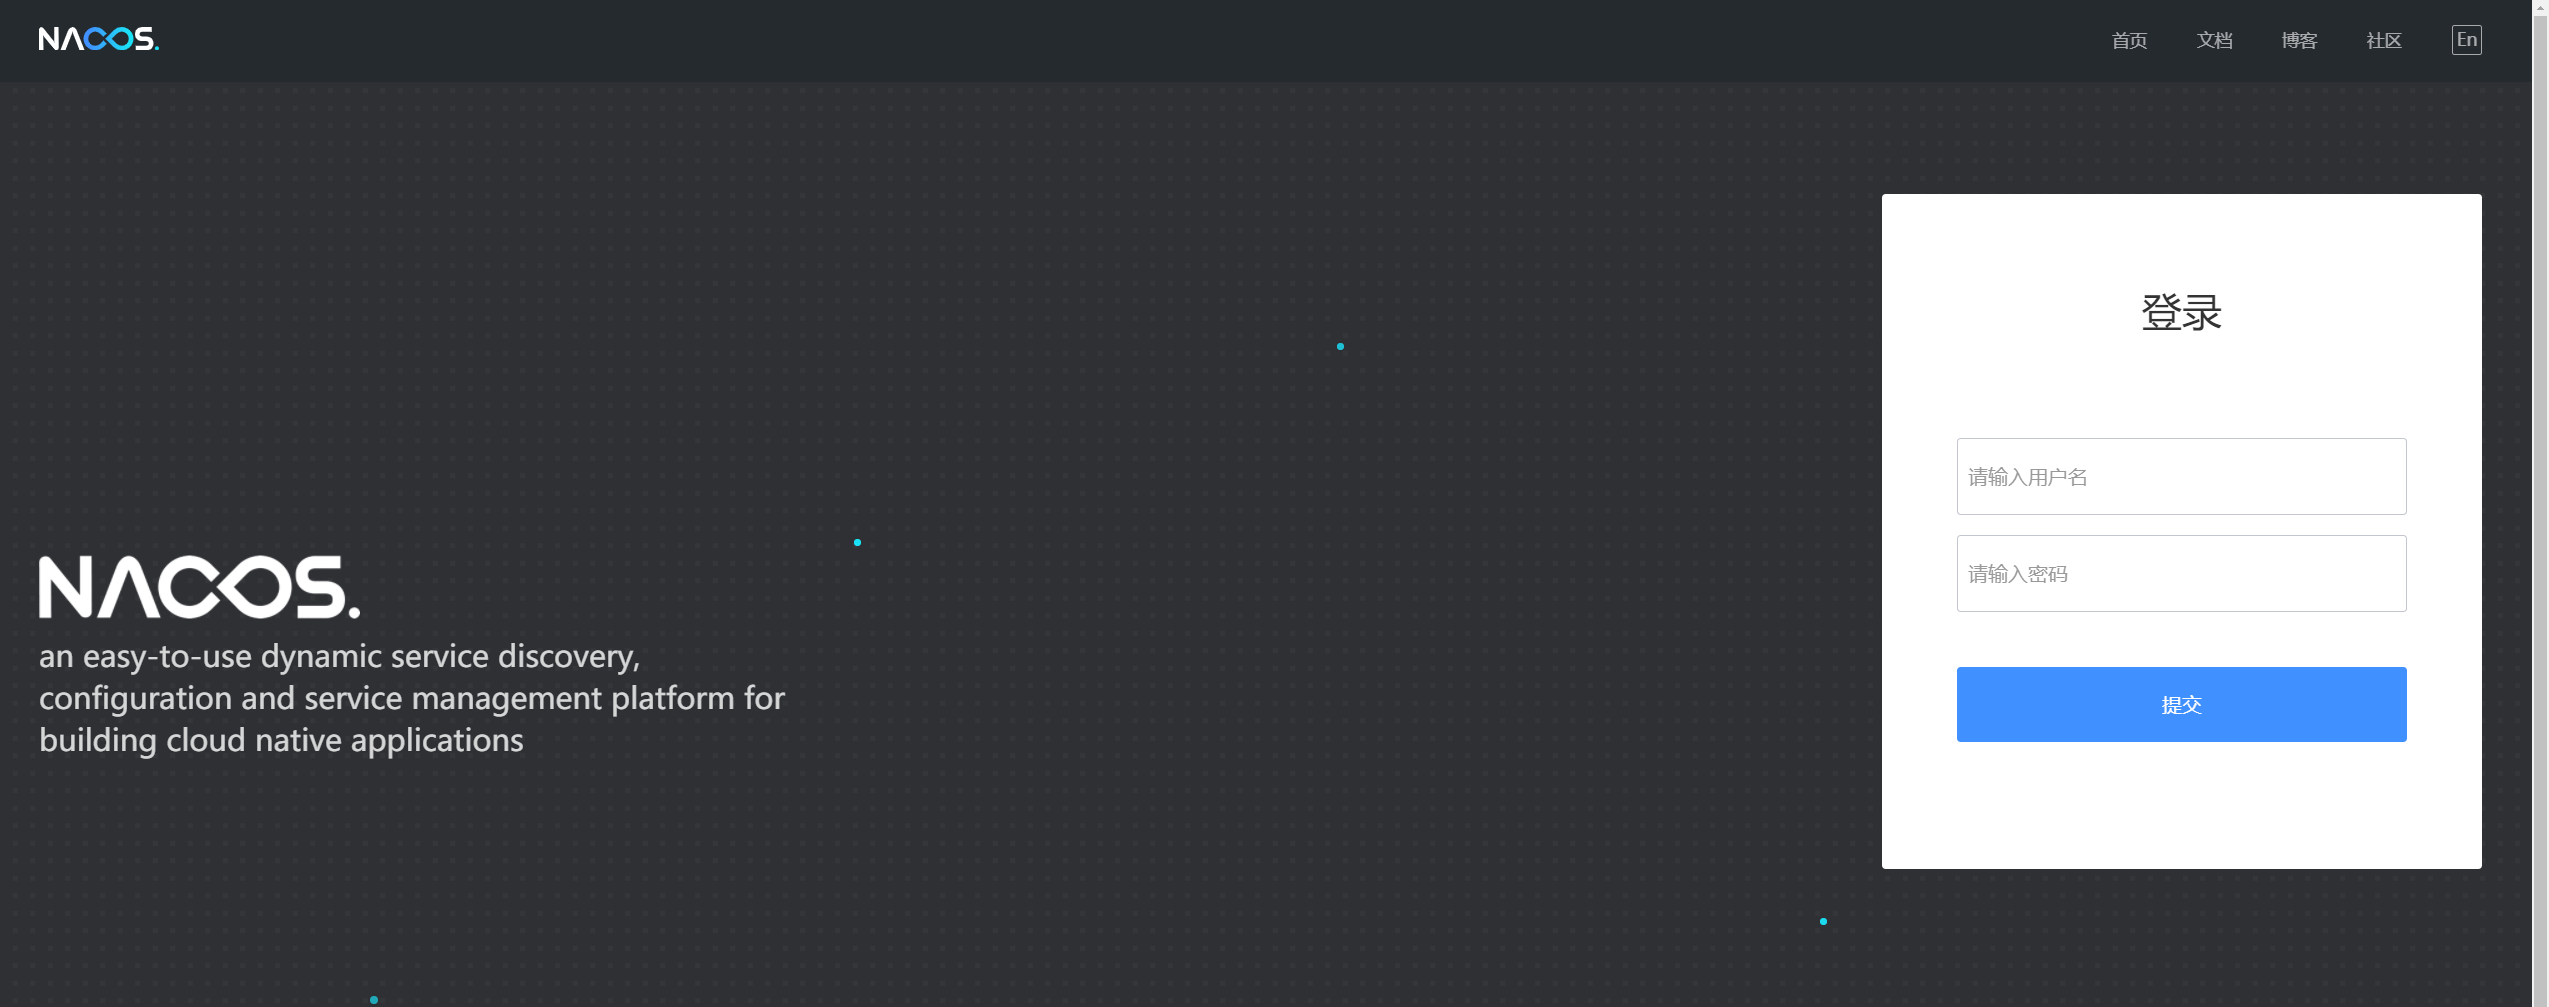 NACOS.
首页
文档
博客
社区
En
登录
请输入用户名
请输入密码
提交
NACOS.
an easy-to-use dynamic service discovery,
configuration and service management platform for
building cloud native applications